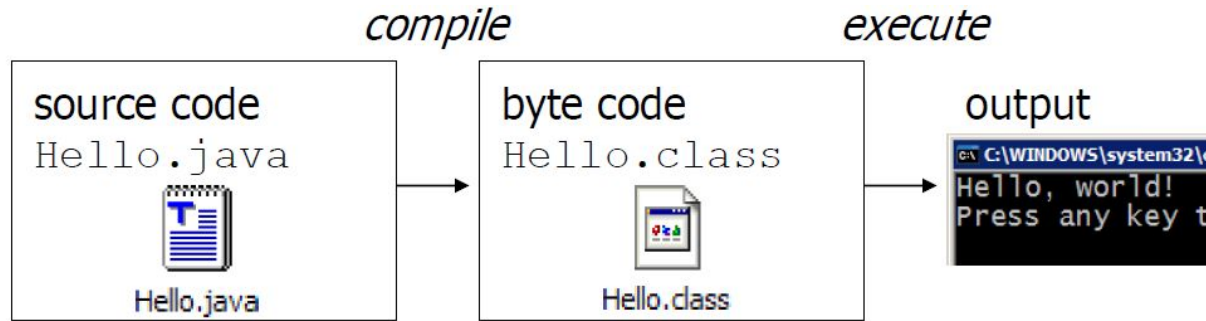 compile
execute
source code
Hello.java
Hello.java
byte code
Hello.class
Hello.class
output
C:\WINDOWS\system32\
Hello, world!
Press any key t